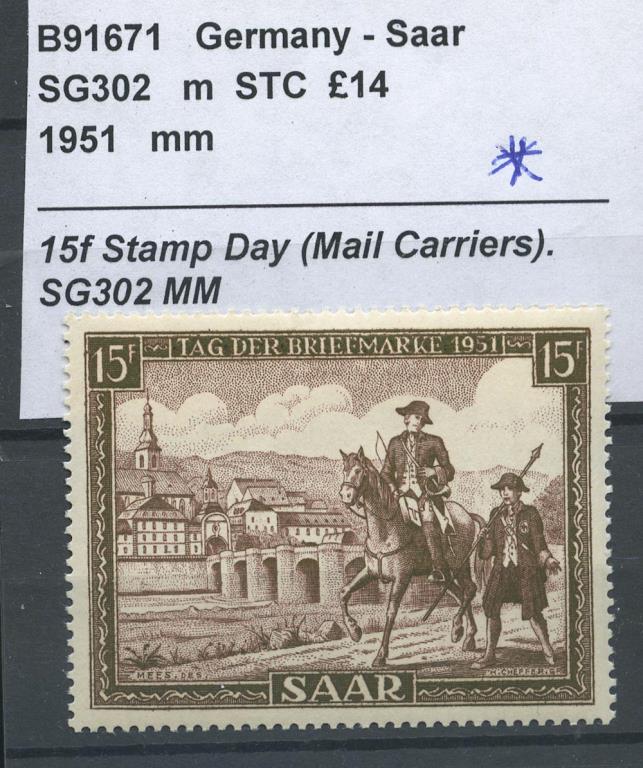 B91671 Germany - Saar
SG302 m STC £14
1951 mm
15f Stamp Day (Mail Carriers).
SG302 MM
15F TAG DER BRIEFMARKE 1951 15F
MEES, DES.
SAAR